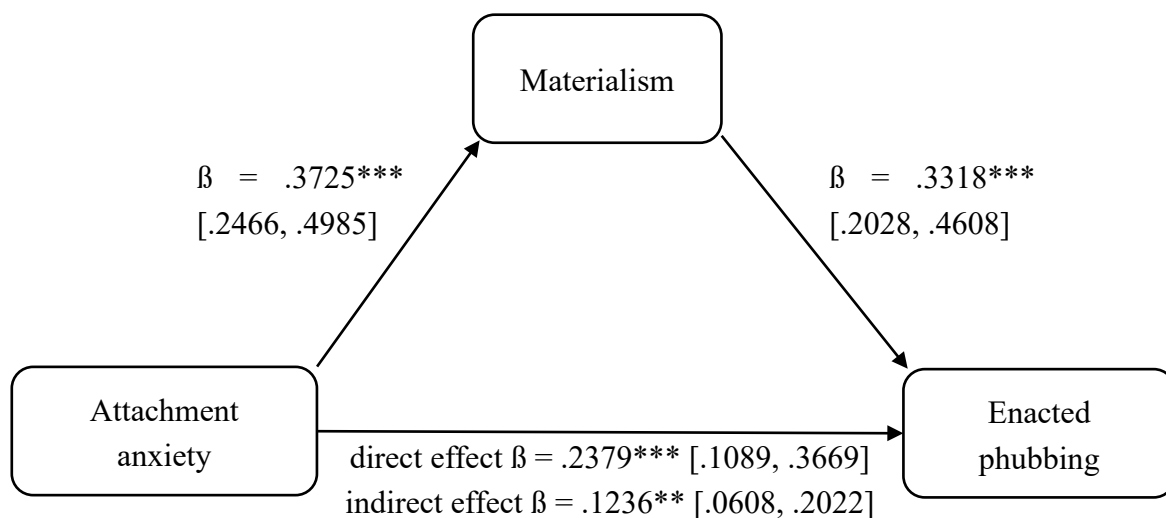 Materialism
ß = .3725***
[.2466, .4985]
ß = .3318***
[.2028, .4608]
Attachment
anxiety
direct effect ß = .2379*** [.1089, .3669]
indirect effect ß = .1236** [.0608, .2022]
Enacted
phubbing